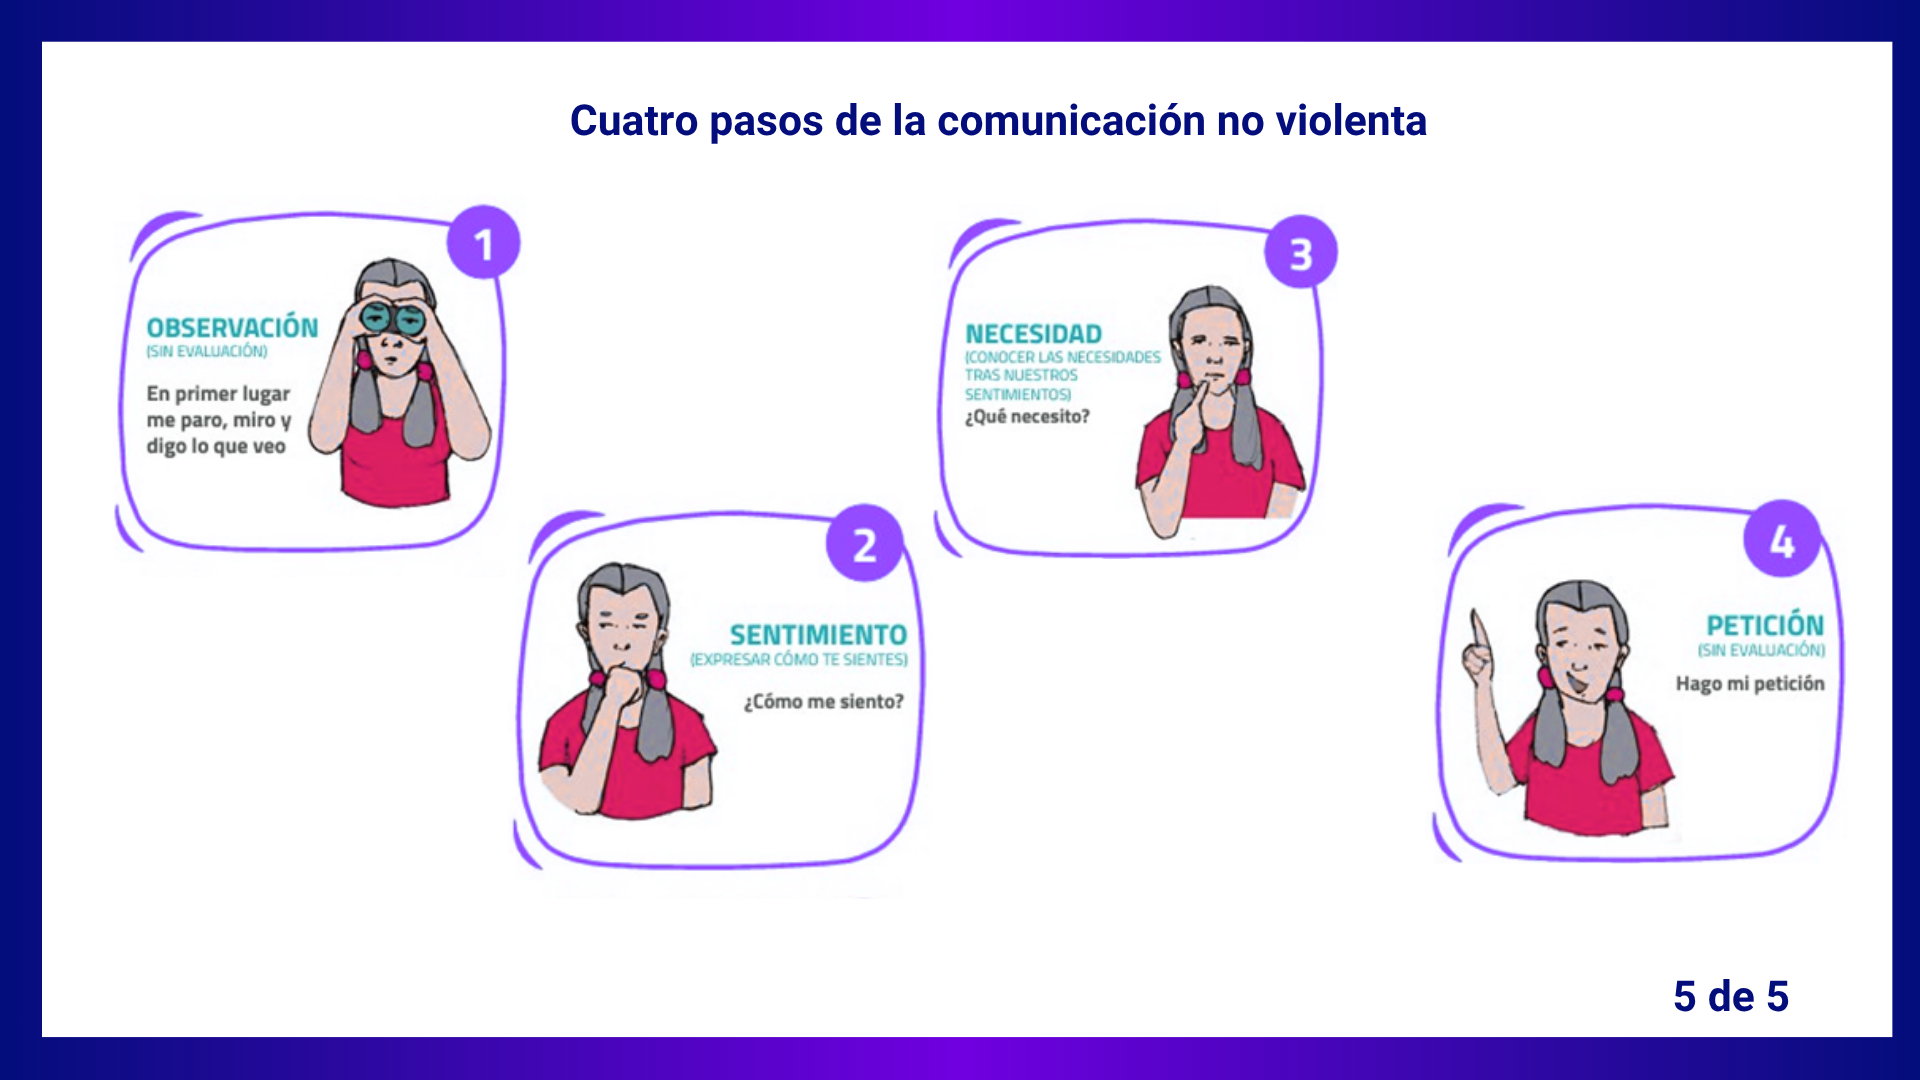 Cuatro pasos de la comunicación no violenta
1
OBSERVACIÓN
(SIN EVALUACIÓN)
En primer lugar
me paro, miro y
digo lo que veo
2
SENTIMIENTO
(EXPRESAR CÓMO TE SIENTES)
¿Cómo me siento?
3
NECESIDAD
(CONOCER LAS NECESIDADES
TRAS NUESTROS
SENTIMIENTOS)
¿Qué necesito?
4
PETICIÓN
(SIN EVALUACIÓN)
Hago mi petición
5 de 5